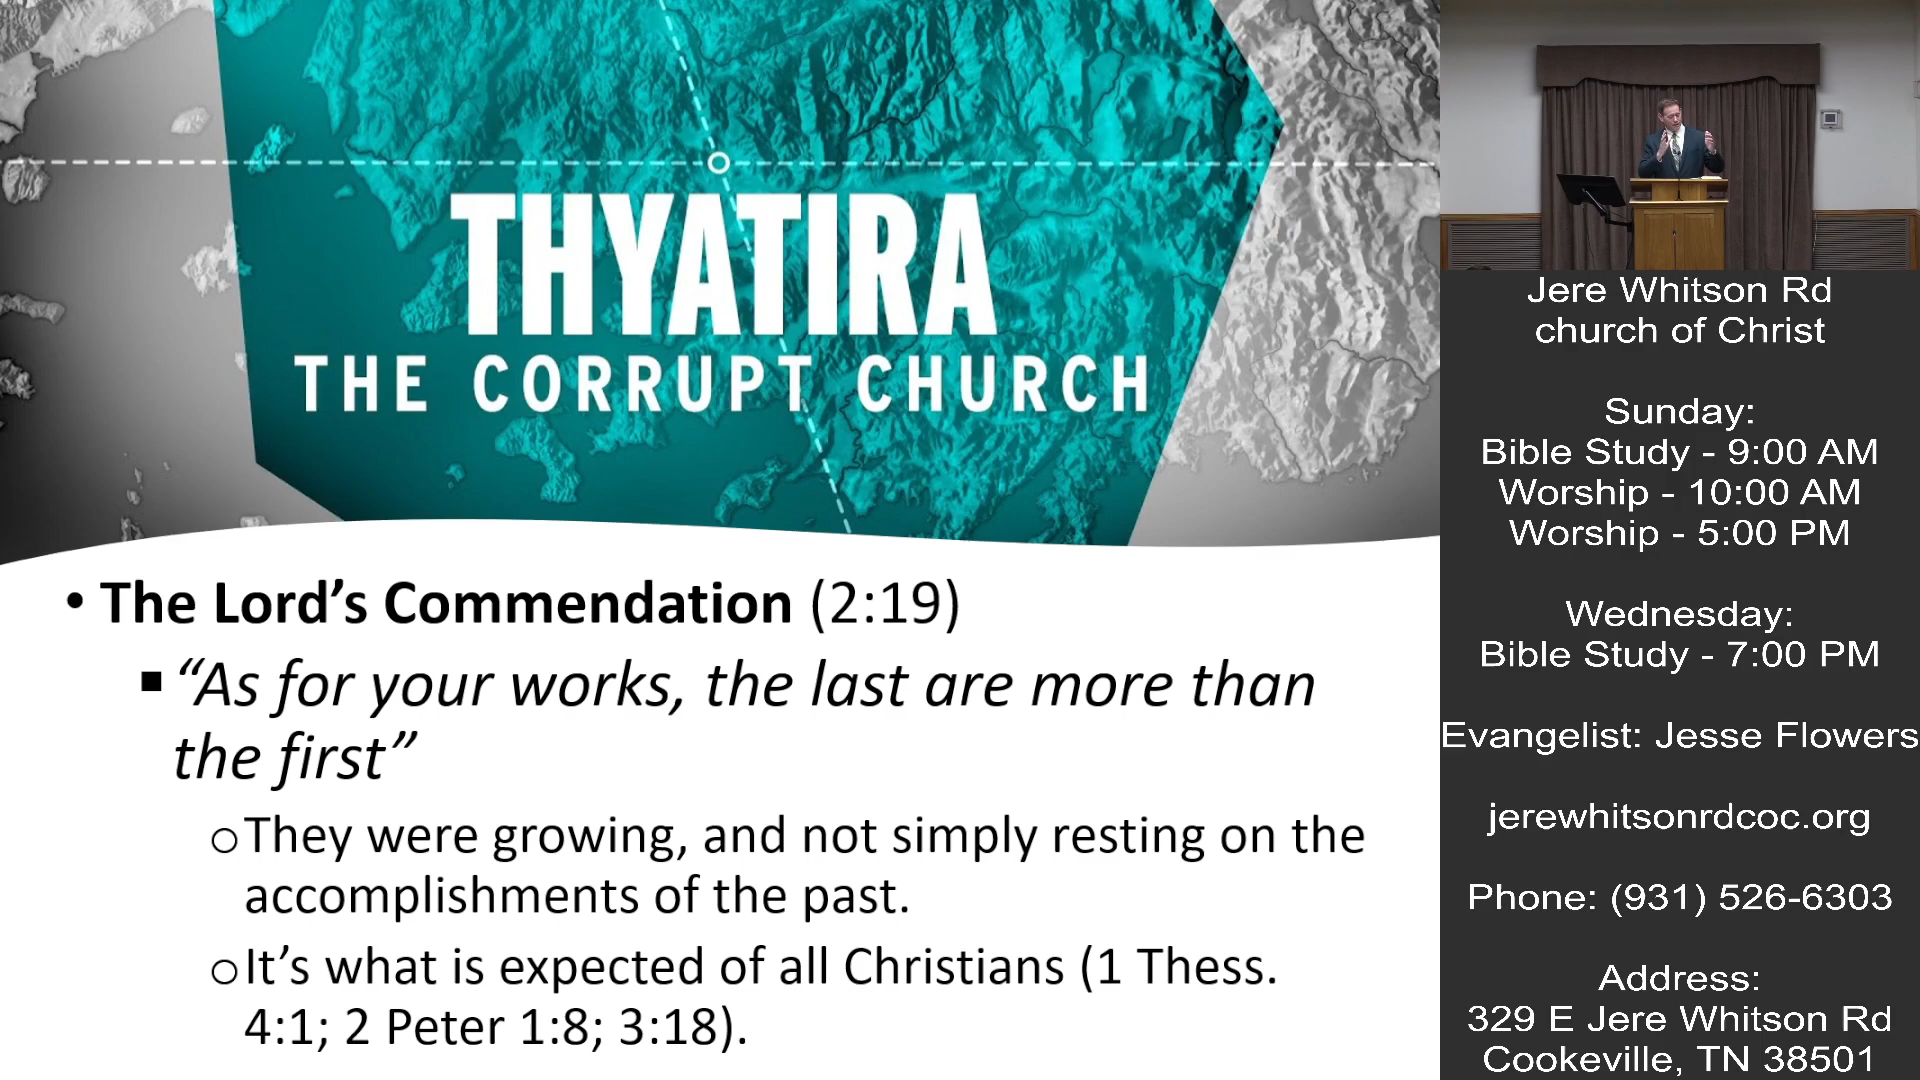 THYATIRA
THE CORRUPT CHURCH
• The Lord’s Commendation (2:19)
▪ “As for your works, the last are more than
the first”
o They were growing, and not simply resting on the
accomplishments of the past.
o It’s what is expected of all Christians (1 Thess.
4:1; 2 Peter 1:8; 3:18).
Jere Whitson Rd
church of Christ
Sunday:
Bible Study - 9:00 AM
Worship - 10:00 AM
Worship - 5:00 PM
Wednesday:
Bible Study - 7:00 PM
Evangelist: Jesse Flowers
jerewhitsonrdcoc.org
Phone: (931) 526-6303
Address:
329 E Jere Whitson Rd
Cookeville, TN 38501